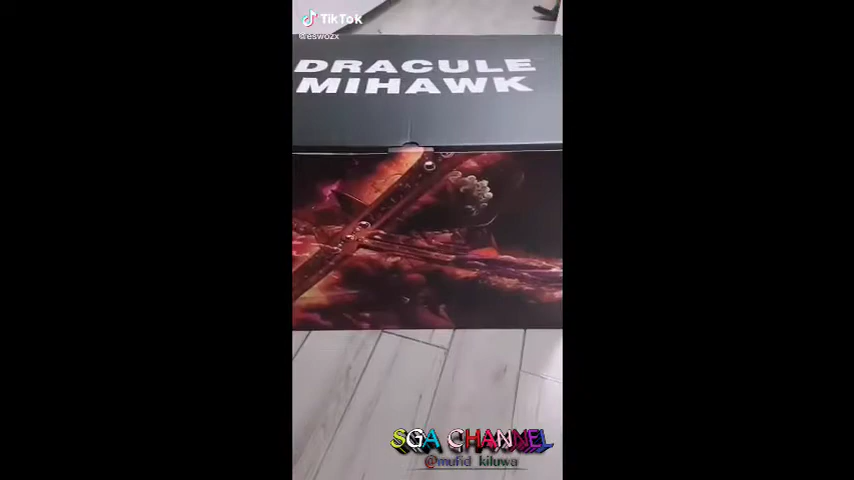 TikTok
@eswozx
DRACULE
MIHAWK
SGA CHANNEL
@mufid_kiluwa